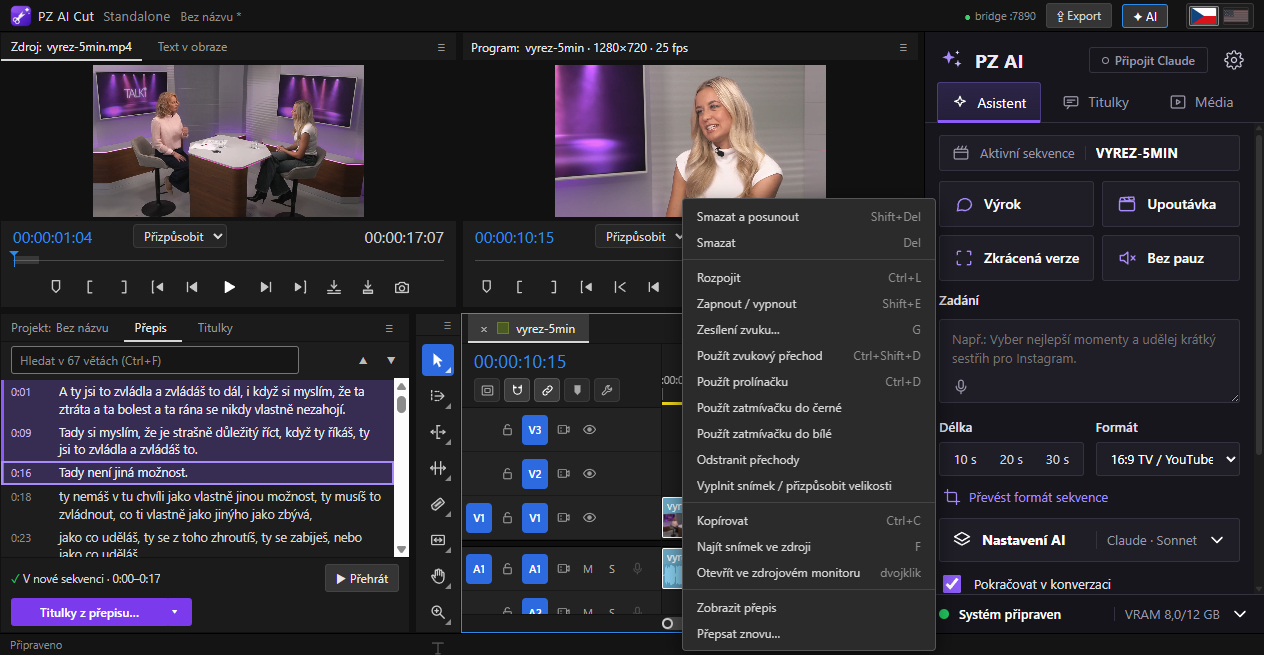 PZ AI Cut Standalone Bez názvu *
bridge :7890 Export AI
Zdroj: vyrez-5min.mp4 Text v obraze
Program: vyrez-5min · 1280×720 · 25 fps
TALKT
00:00:01:04 Přizpůsobit 00:00:17:07
00:00:10:15 Přizpůsobit
Projekt: Bez názvu Přepis Titulky
Hledat v 67 větách (Ctrl+F)
0:01 A ty jsi to zvládla a zvládáš to dál, i když si myslím, že ta
ztráta a ta bolest a ta rána se nikdy vlastně nezahojí.
0:09 Tady si myslím, že je strašně důležitý říct, když ty říkáš, ty
jsi to zvládla a zvládáš to.
0:16 Tady není jiná možnost.
0:18 ty nemáš v tu chvíli jako vlastně jinou možnost, ty musíš to
zvládnout, co ti vlastně jako jinýho jako zbývá,
0:23 jako co uděláš, ty se z toho zhroutíš, ty se zabiješ, nebo
jako co uděláš
✓ V nové sekvenci · 0:00–0:17 Přehrát
Titulky z přepisu...
Připraveno
× vyrez-5min
00:00:10:15
:00:0
V3
V2
V1 V1
vyr
A1 A1 M S
vyr
A2 M S
Smazat a posunout Shift+Del
Smazat Del
Rozpojit Ctrl+L
Zapnout / vypnout Shift+E
Zesílení zvuku... G
Použít zvukový přechod Ctrl+Shift+D
Použít prolínačku Ctrl+D
Použít zatmívačku do černé
Použít zatmívačku do bílé
Odstranit přechody
Vyplnit snímek / přizpůsobit velikosti
Kopírovat Ctrl+C
Najít snímek ve zdroji F
Otevřít ve zdrojovém monitoru dvojklik
Zobrazit přepis
Přepsat znovu...
PZ AI Připojit Claude
Asistent Titulky Média
Aktivní sekvence VYREZ-5MIN
Výrok Upoutávka
Zkrácená verze Bez pauz
Zadání
Např.: Vyber nejlepší momenty a udělej krátký
sestřih pro Instagram.
Délka Formát
10 s 20 s 30 s 16:9 TV / YouTube
Převést formát sekvence
Nastavení AI Claude · Sonnet
Pokračovat v konverzaci
Systém připraven VRAM 8,0/12 GB